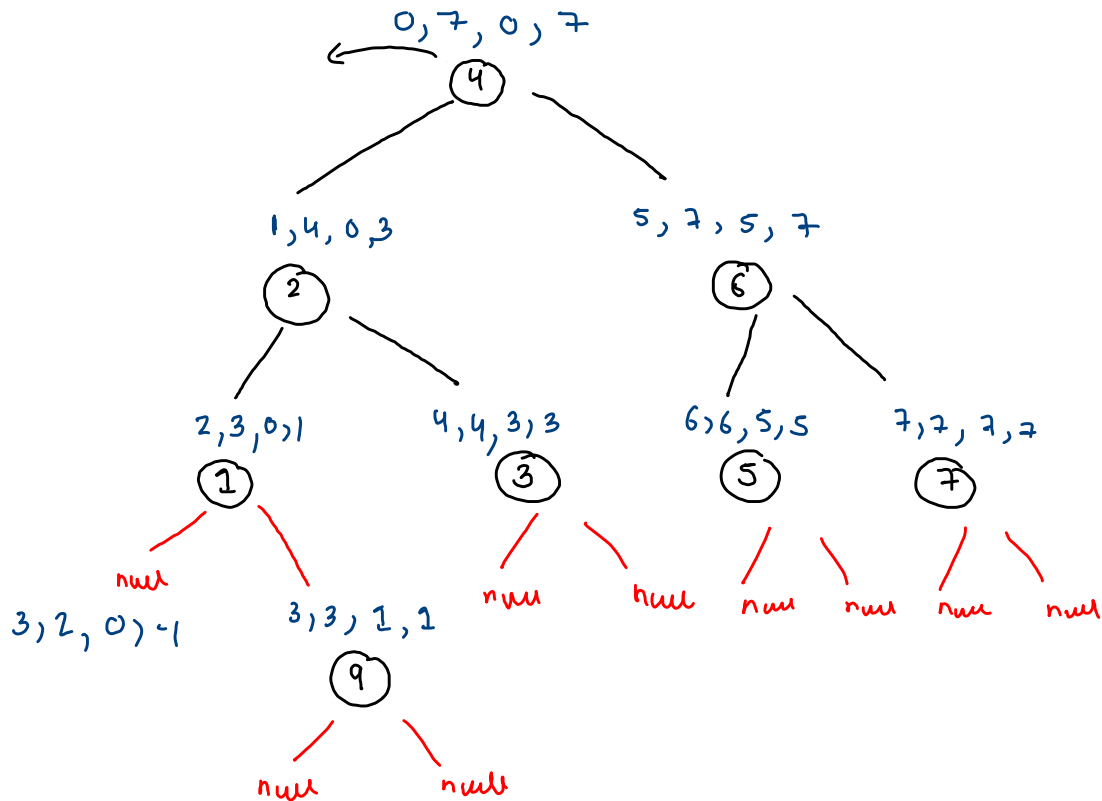 0, 7, 0, 7
4
1, 4, 0, 3
5, 7, 5, 7
2
6
2, 3, 0, 1
4, 4, 3, 3
6, 6, 5, 5
7, 7, 7, 7
1
3
5
7
null
null
null
null
null
null
null
3, 2, 0, -1
3, 3, 1, 1
9
null
null